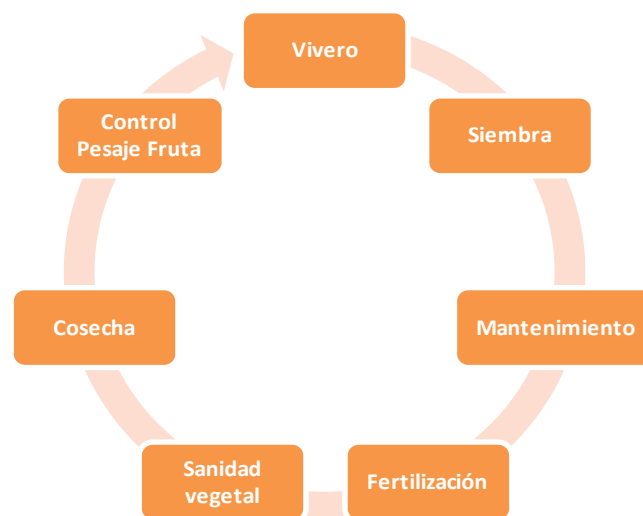 Vivero
Siembra
Mantenimiento
Fertilización
Sanidad
vegetal
Cosecha
Control
Pesaje Fruta